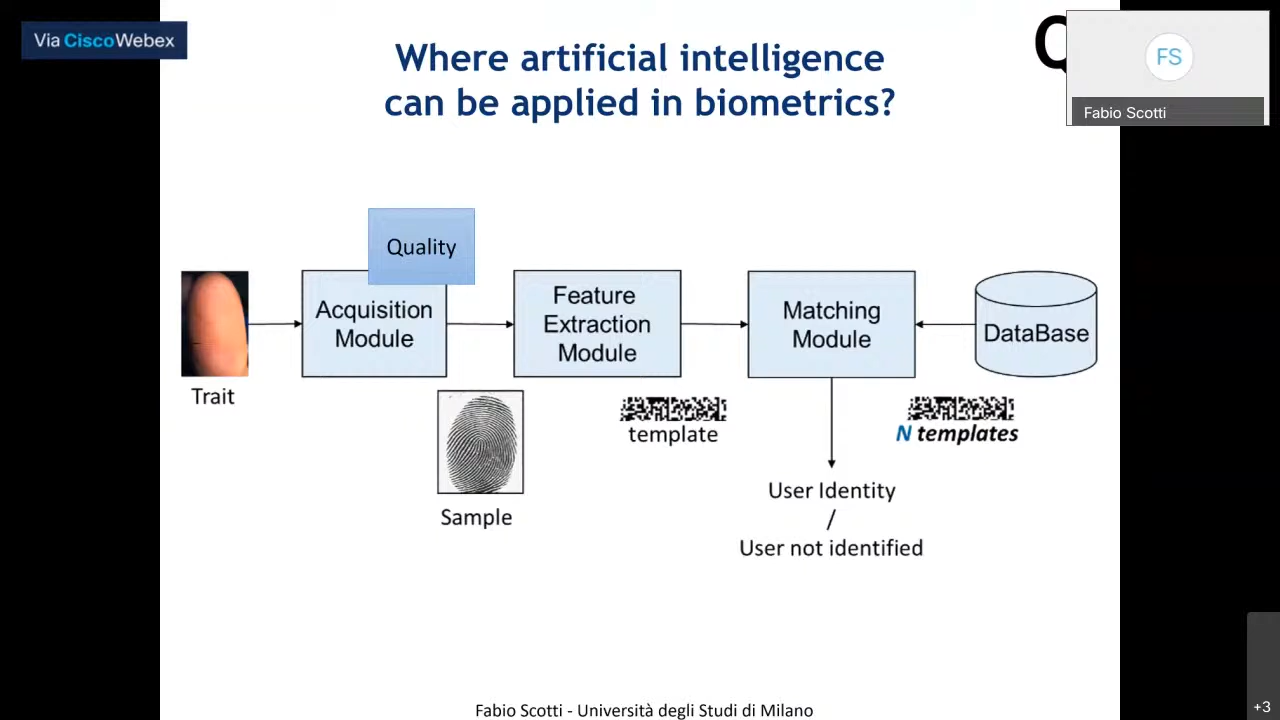 Via CiscoWebex
Where artificial intelligence
can be applied in biometrics?
Q
FS
Fabio Scotti
Quality
Acquisition
Module
Feature
Extraction
Module
Matching
Module
DataBase
Trait
template
N templates
Sample
User Identity
/
User not identified
Fabio Scotti - Università degli Studi di Milano
+3